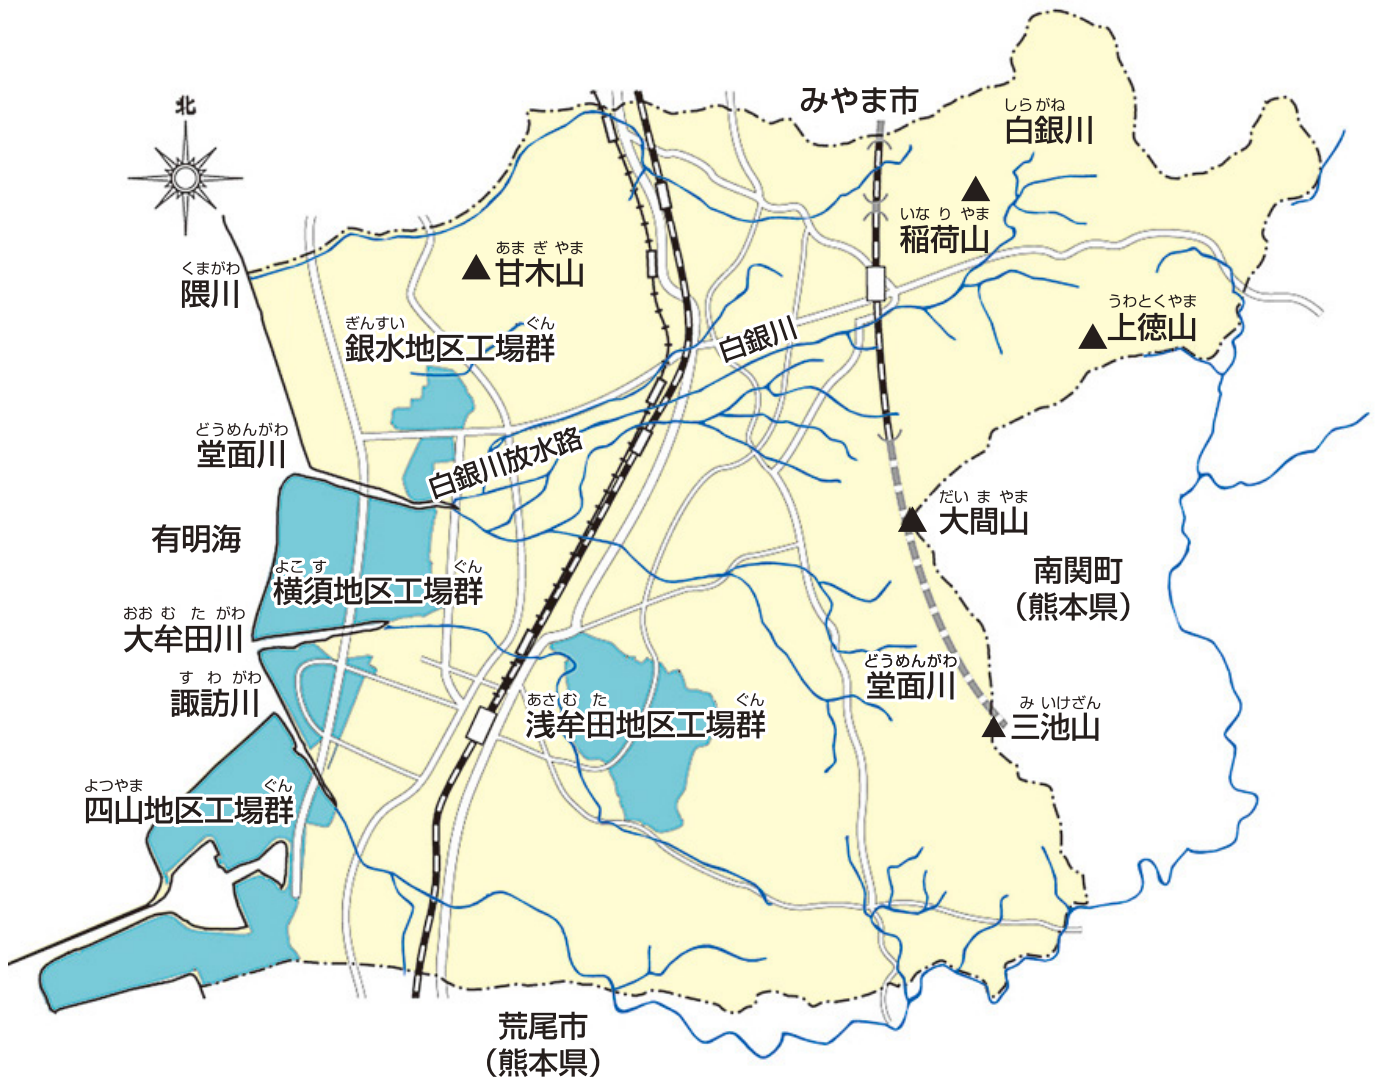 北
みやま市
しらがね
白銀川
いなりやま
稲荷山
くまがわ
隈川
あまぎやま
甘木山
うわとくやま
上徳山
ぎんすい ぐん
銀水地区工場群
白銀川
どうめんがわ
堂面川
白銀川放水路
だいまやま
大間山
有明海
よこす ぐん
横須地区工場群
南関町
（熊本県）
おおむたがわ
大牟田川
どうめんがわ
堂面川
すわがわ
諏訪川
みいけざん
三池山
あさむた ぐん
浅牟田地区工場群
よつやま ぐん
四山地区工場群
荒尾市
（熊本県）